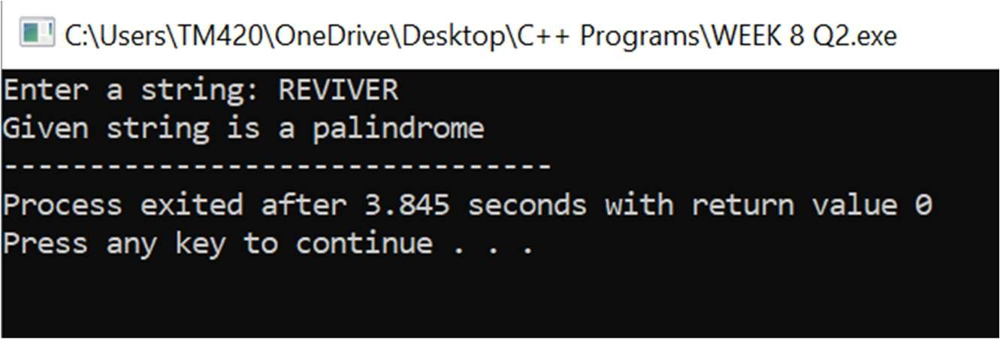 C:\Users\TM420\OneDrive\Desktop\C++ Programs\WEEK 8 Q2.exe
Enter a string: REVIVER
Given string is a palindrome
--------------------------------
Process exited after 3.845 seconds with return value 0
Press any key to continue . . .